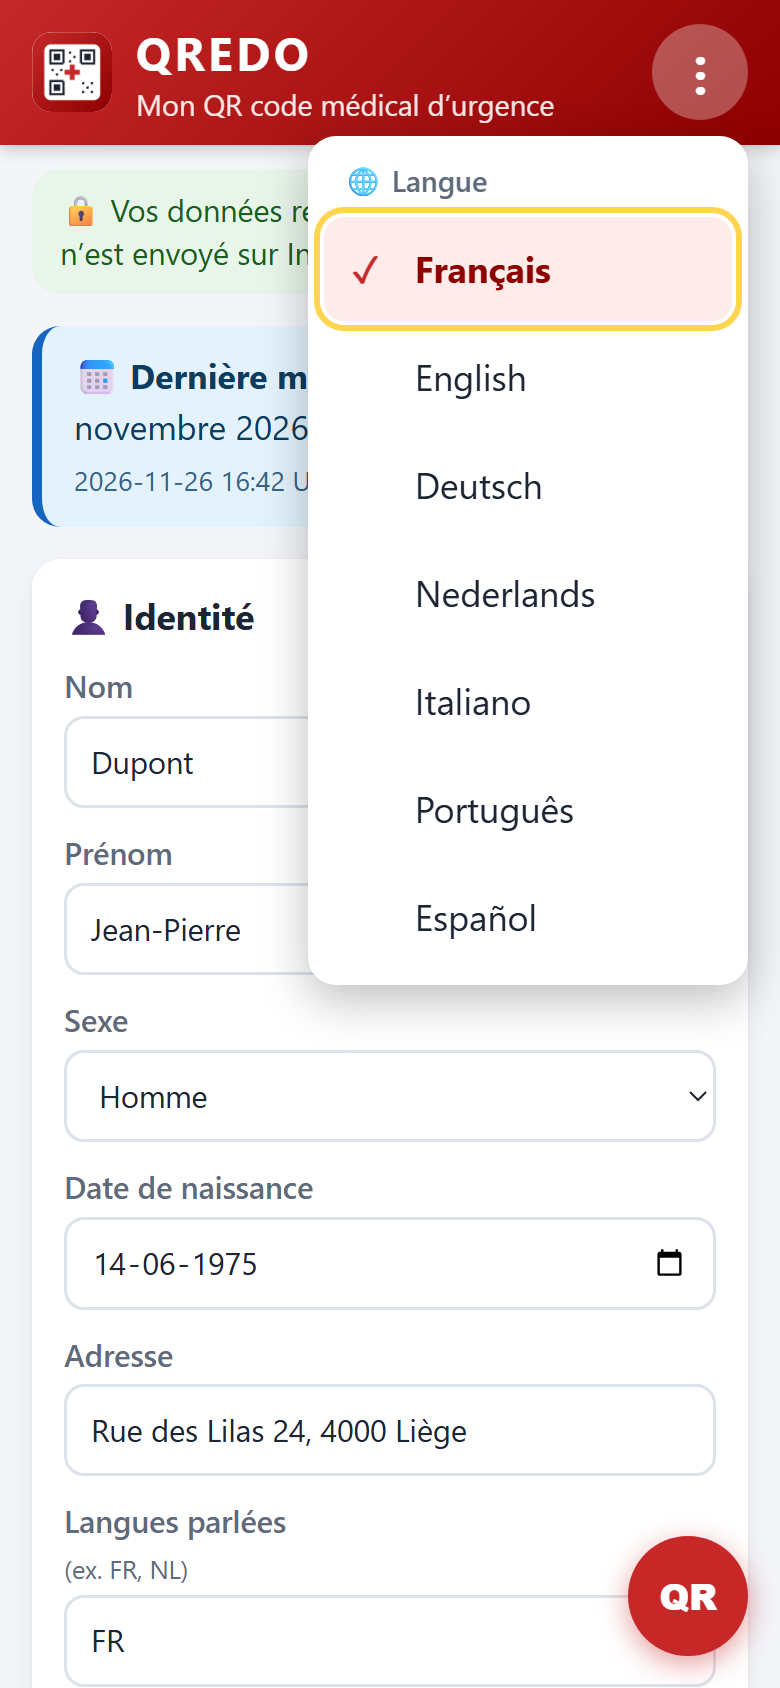 QREDO
Mon QR code médical d’urgence
Langue
✓ Français
English
Deutsch
Nederlands
Italiano
Português
Español
Vos données
n’est envoyé sur
Dernière
novembre 2026
2026-11-26 16:42
Identité
Nom
Dupont
Prénom
Jean-Pierre
Sexe
Homme
Date de naissance
14-06-1975
Adresse
Rue des Lilas 24, 4000 Liège
Langues parlées
(ex. FR, NL)
FR
QR